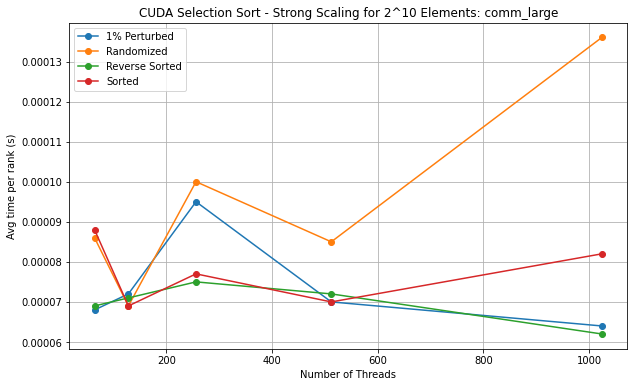 CUDA Selection Sort - Strong Scaling for 2^10 Elements: comm_large
1% Perturbed
Randomized
Reverse Sorted
Sorted
0.00013
0.00012
0.00011
0.00010
0.00009
0.00008
0.00007
0.00006
Avg time per rank (s)
200 400 600 800 1000
Number of Threads